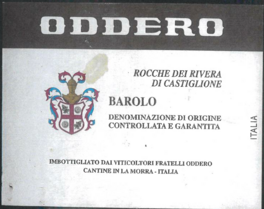 ODDERO
ROCCHE DEI RIVERA
DI CASTIGLIONE
BAROLO
DENOMINAZIONE DI ORIGINE
CONTROLLATA E GARANTITA
ITALIA
IMBOTTIGLIATO DAI VITICOLTORI FRATELLI ODDERO
CANTINE IN LA MORRA - ITALIA